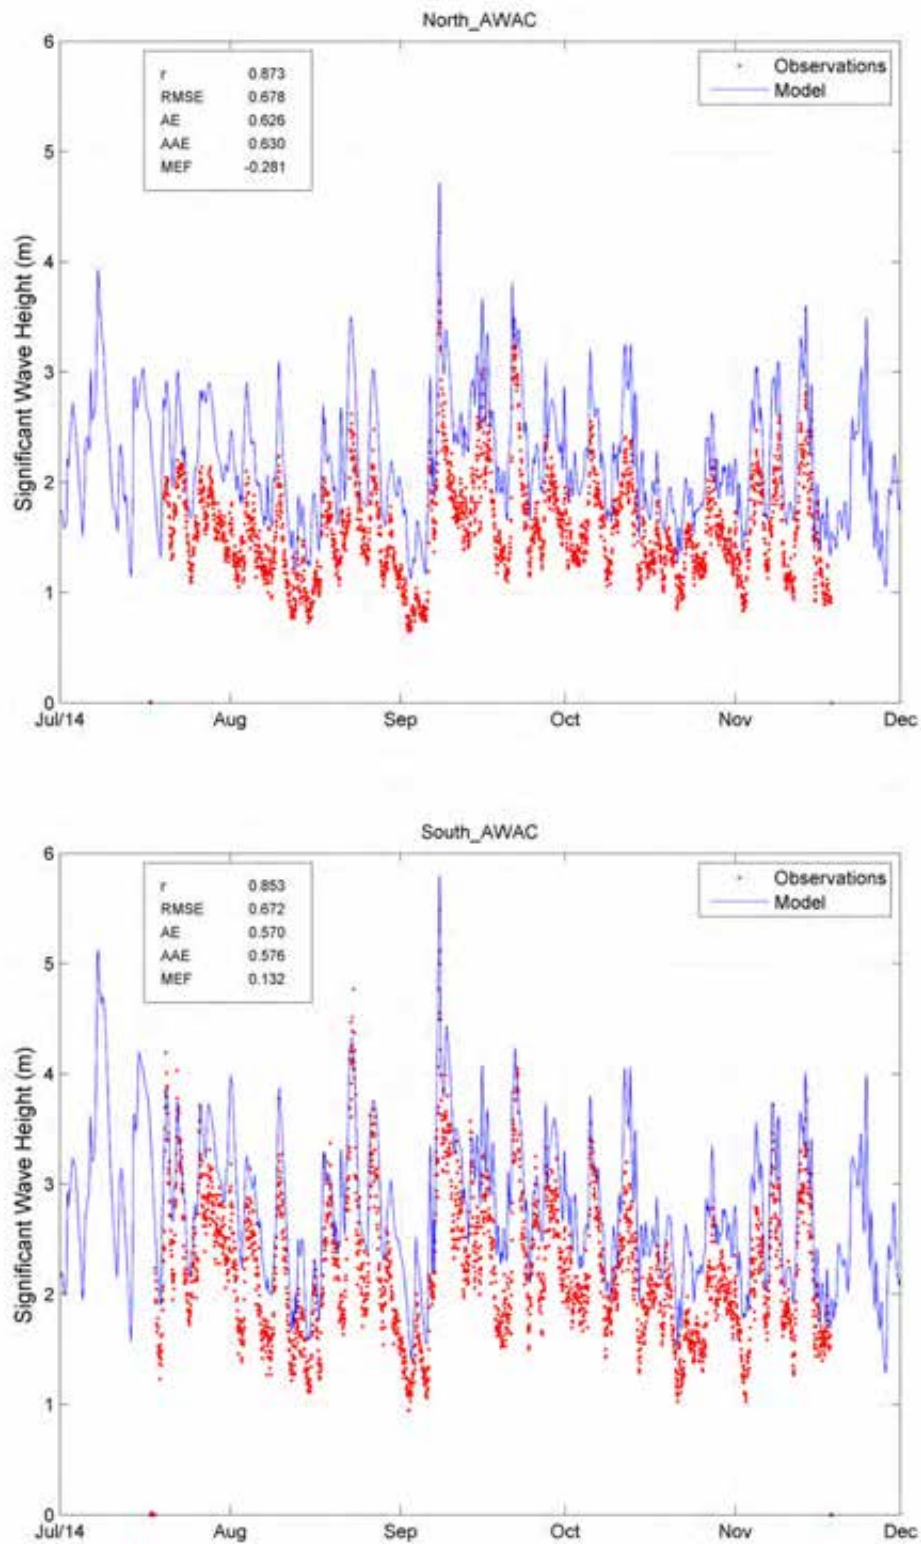 North_AWAC
6
5
4
3
2
1
0
Significant Wave Height (m)
r 0.873
RMSE 0.678
AE 0.626
AAE 0.630
MEF -0.281
Observations
Model
Jul/14 Aug Sep Oct Nov Dec
South_AWAC
6
5
4
3
2
1
0
Significant Wave Height (m)
r 0.853
RMSE 0.672
AE 0.570
AAE 0.576
MEF 0.132
Observations
Model
Jul/14 Aug Sep Oct Nov Dec